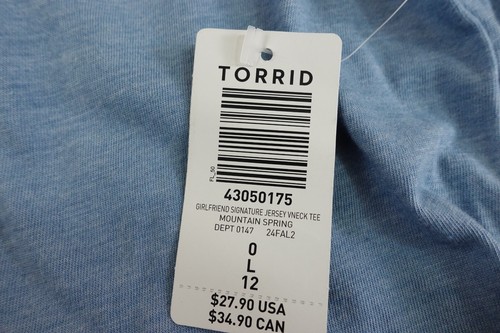 TORRID
FL_50
43050175
GIRLFRIEND SIGNATURE JERSEY VNECK TEE
MOUNTAIN SPRING
DEPT 0147 24FAL2
0
L
12
$27.90 USA
$34.90 CAN